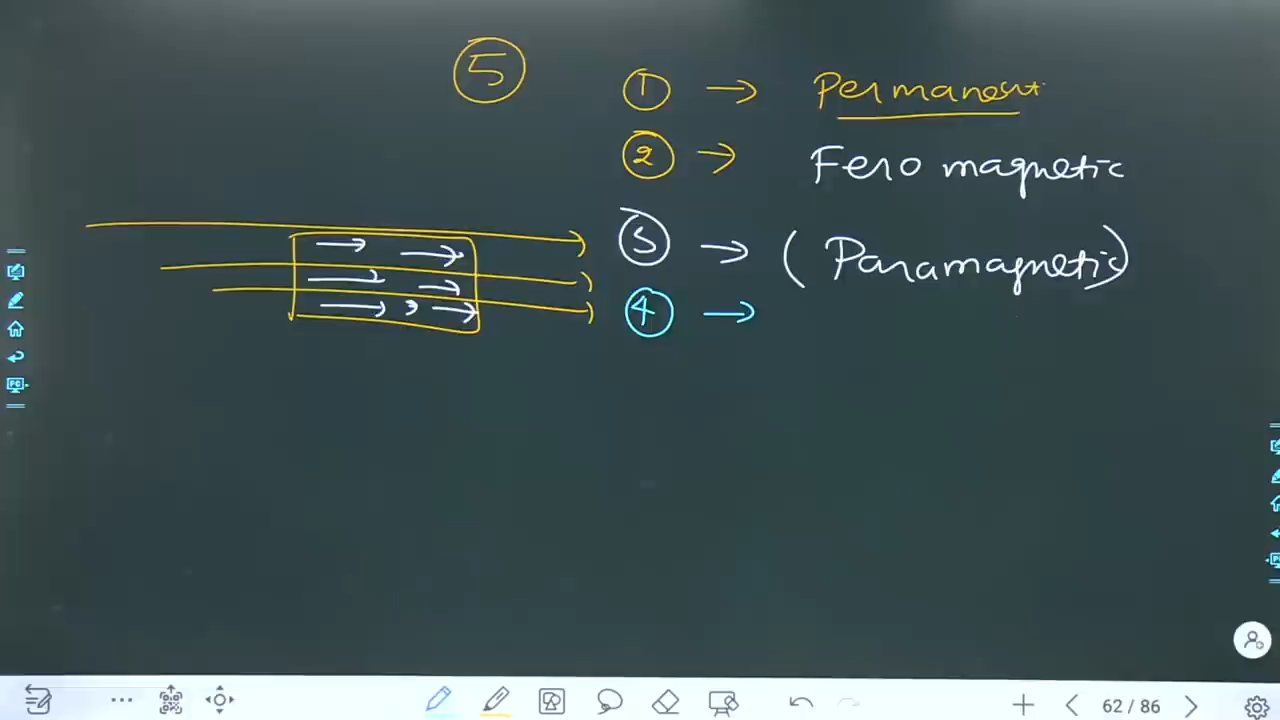 5
1 → Permanent
2 → Fero magnetic
3 → (Paramagnetic)
4 →
62 / 86